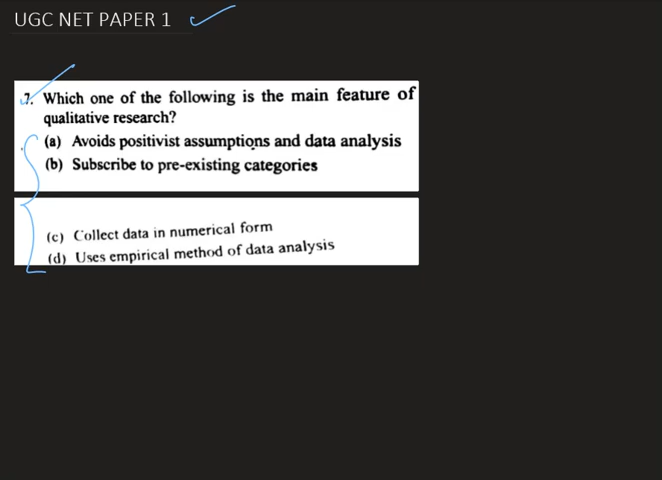 UGC NET PAPER 1
7. Which one of the following is the main feature of
qualitative research?
(a) Avoids positivist assumptions and data analysis
(b) Subscribe to pre-existing categories
(c) Collect data in numerical form
(d) Uses empirical method of data analysis